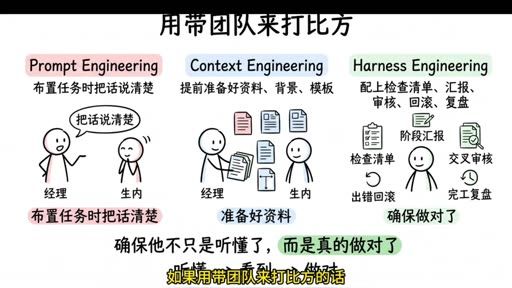 用带团队来打比方
Prompt Engineering
布置任务时把话说清楚
把话说清楚
经理
生内
布置任务时把话说清楚
Context Engineering
提前准备好资料、背景、模板
经理
生内
准备好资料
Harness Engineering
配上检查清单、汇报、
审核、回滚、复盘
阶段汇报
检查清单
交叉审核
出错回滚
完工复盘
确保做对了
确保他不只是听懂了，而是真的做对了
如果用带团队来打比方的话